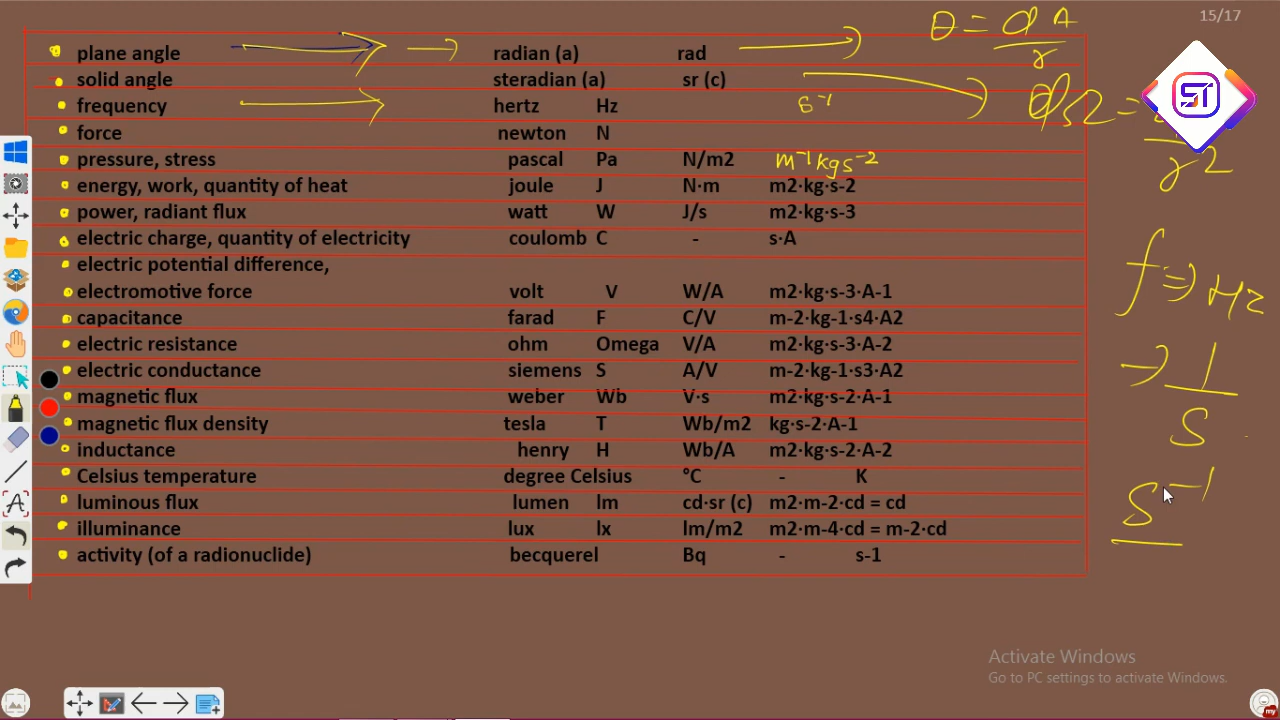 15/17
θ = dA
r
plane angle radian (a) rad
solid angle steradian (a) sr (c)
frequency hertz Hz s-1
force newton N
pressure, stress pascal Pa N/m2 m-1 kg s-2
energy, work, quantity of heat joule J N·m m2·kg·s-2
power, radiant flux watt W J/s m2·kg·s-3
electric charge, quantity of electricity coulomb C - s·A
electric potential difference,
electromotive force volt V W/A m2·kg·s-3·A-1
capacitance farad F C/V m-2·kg-1·s4·A2
electric resistance ohm Omega V/A m2·kg·s-3·A-2
electric conductance siemens S A/V m-2·kg-1·s3·A2
magnetic flux weber Wb V·s m2·kg·s-2·A-1
magnetic flux density tesla T Wb/m2 kg·s-2·A-1
inductance henry H Wb/A m2·kg·s-2·A-2
Celsius temperature degree Celsius °C - K
luminous flux lumen lm cd·sr (c) m2·m-2·cd = cd
illuminance lux lx lm/m2 m2·m-4·cd = m-2·cd
activity (of a radionuclide) becquerel Bq - s-1
ST
dΩ =
r2
f ⇒ Hz
→ 1
S
S-1
Activate Windows
Go to PC settings to activate Windows.